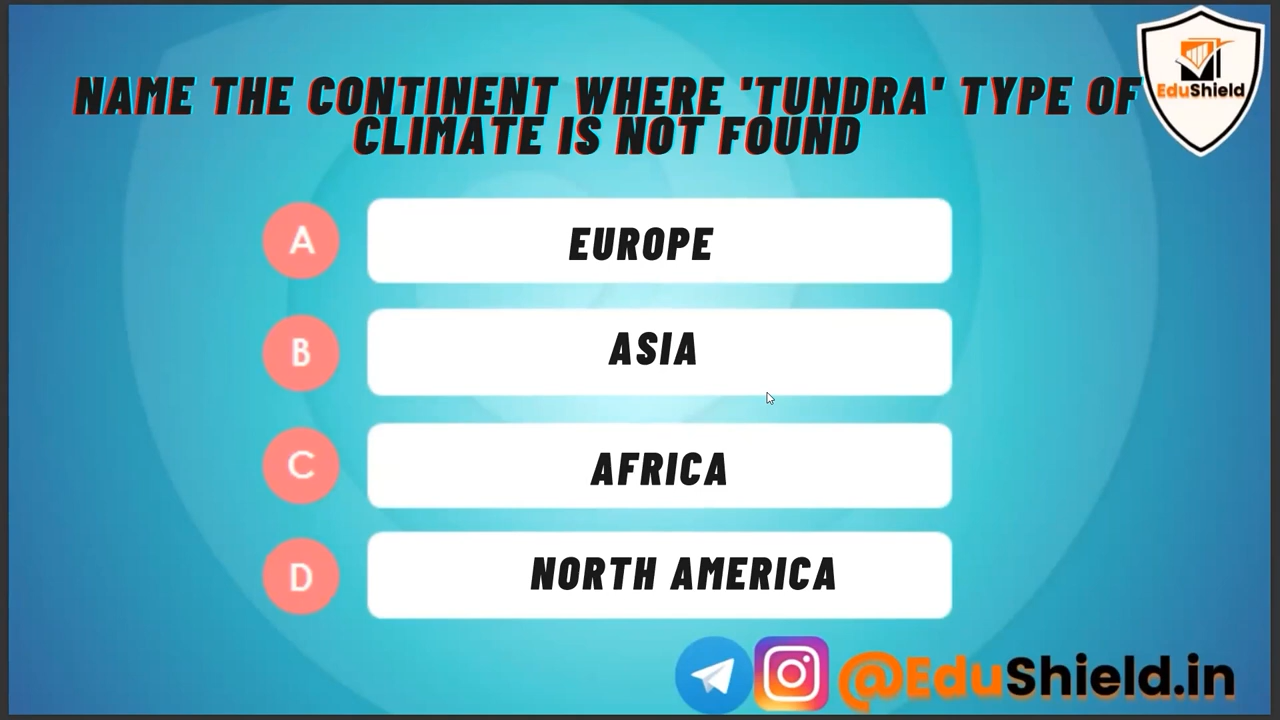 NAME THE CONTINENT WHERE 'TUNDRA' TYPE OF
CLIMATE IS NOT FOUND
EduShield
A EUROPE
B ASIA
C AFRICA
D NORTH AMERICA
@EduShield.in